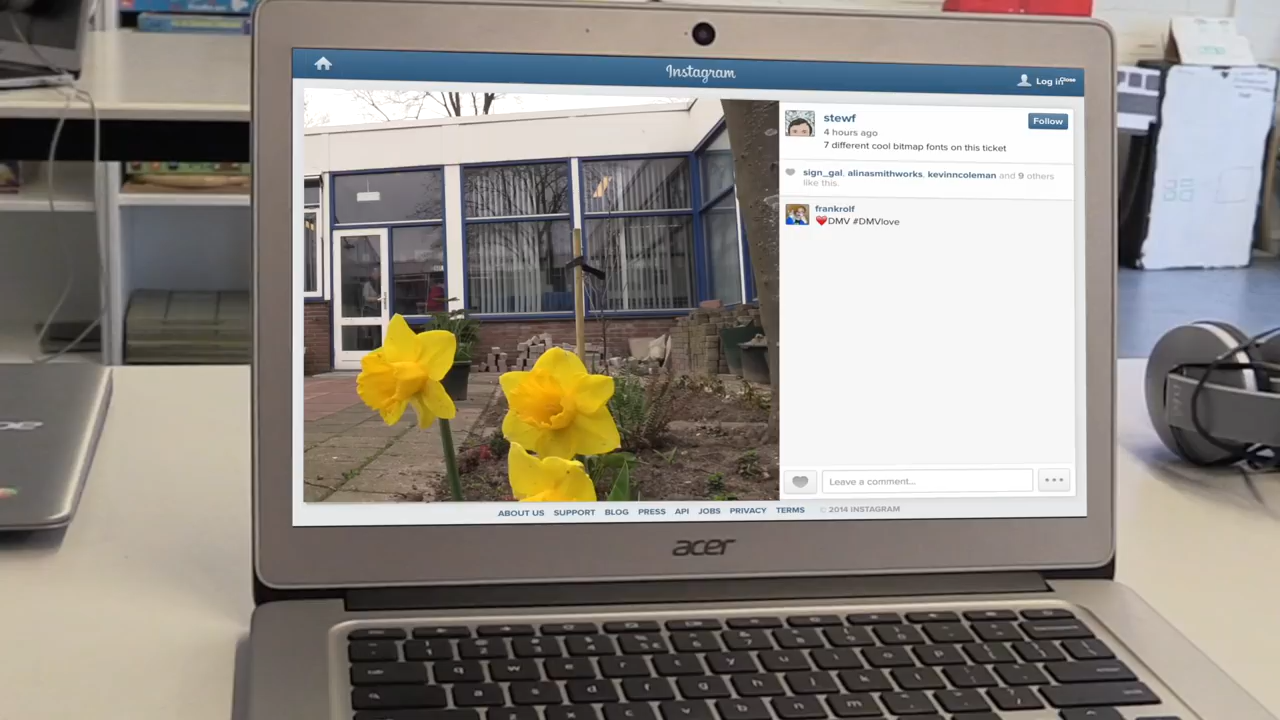 Instagram
Log in
Close
stewf
Follow
4 hours ago
7 different cool bitmap fonts on this ticket
sign_gal, alinasmithworks, kevinncoleman and 9 others
like this.
frankrolf
❤️DMV #DMVlove
Leave a comment...
ABOUT US SUPPORT BLOG PRESS API JOBS PRIVACY TERMS © 2014 INSTAGRAM
acer
q w e r t y u i o p
a s d f g h j k l
z x c v b n m